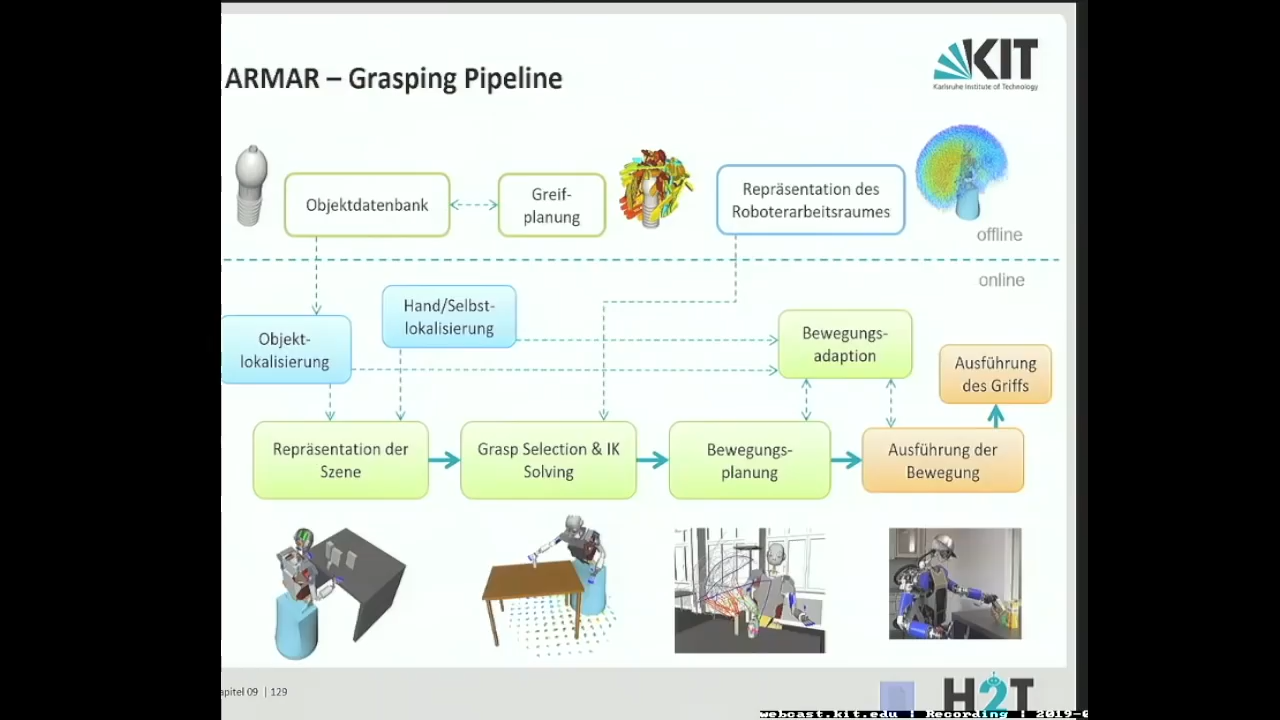 ARMAR – Grasping Pipeline
KIT
Karlsruhe Institute of Technology
Objektdatenbank
Greif-
planung
Repräsentation des
Roboterarbeitsraumes
offline
online
Hand/Selbst-
lokalisierung
Objekt-
lokalisierung
Bewegungs-
adaption
Ausführung
des Griffs
Repräsentation der
Szene
Grasp Selection & IK
Solving
Bewegungs-
planung
Ausführung der
Bewegung
apitel 09 | 129
H2T
webcast.kit.edu | Recording | 2019-0